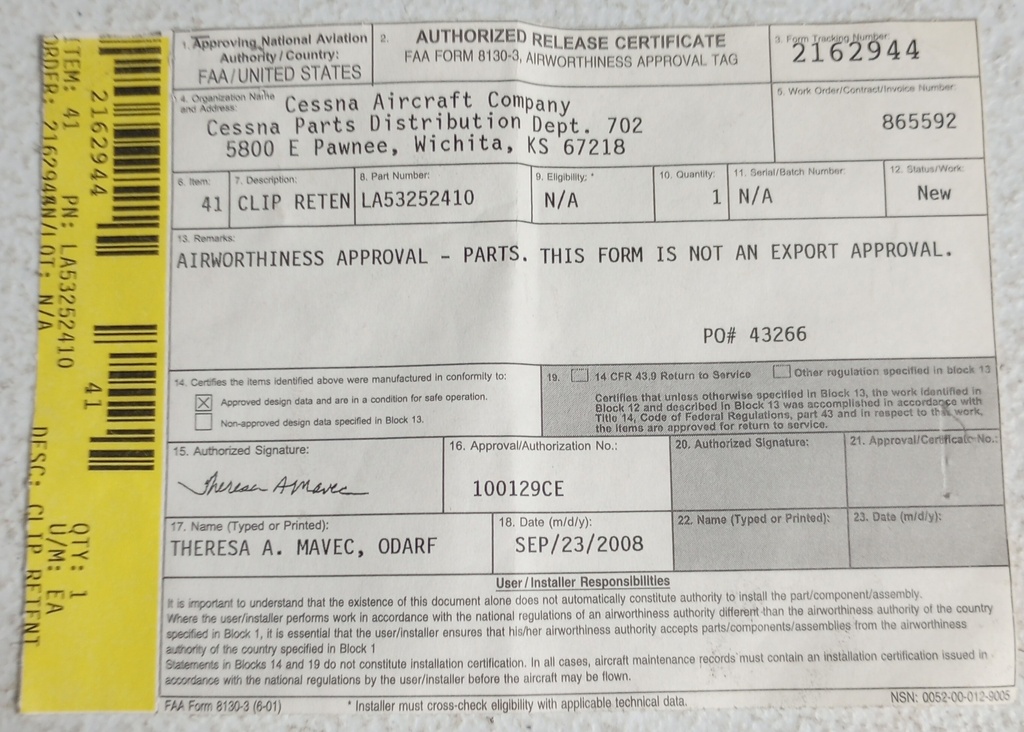 1. Approving National Aviation
Authority/Country:
FAA/UNITED STATES
2. AUTHORIZED RELEASE CERTIFICATE
FAA FORM 8130-3, AIRWORTHINESS APPROVAL TAG
3. Form Tracking Number:
2162944
4. Organization Name
and Address:
Cessna Aircraft Company
Cessna Parts Distribution Dept. 702
5800 E Pawnee, Wichita, KS 67218
5. Work Order/Contract/Invoice Number:
865592
6. Item:
41
7. Description:
CLIP RETEN
8. Part Number:
LA53252410
9. Eligibility: *
N/A
10. Quantity:
1
11. Serial/Batch Number:
N/A
12. Status/Work:
New
13. Remarks:
AIRWORTHINESS APPROVAL - PARTS. THIS FORM IS NOT AN EXPORT APPROVAL.
PO# 43266
14. Certifies the items identified above were manufactured in conformity to:
Approved design data and are in a condition for safe operation.
Non-approved design data specified in Block 13.
19. 14 CFR 43.9 Return to Service Other regulation specified in block 13
Certifies that unless otherwise specified in Block 13, the work identified in
Block 12 and described in Block 13 was accomplished in accordance with
Title 14, Code of Federal Regulations, part 43 and in respect to that work,
the items are approved for return to service.
15. Authorized Signature:
Theresa A Mavec
16. Approval/Authorization No.:
100129CE
20. Authorized Signature:
21. Approval/Certificate No.:
17. Name (Typed or Printed):
THERESA A. MAVEC, ODARF
18. Date (m/d/y):
SEP/23/2008
22. Name (Typed or Printed):
23. Date (m/d/y):
User/Installer Responsibilities
It is important to understand that the existence of this document alone does not automatically constitute authority to install the part/component/assembly.
Where the user/installer performs work in accordance with the national regulations of an airworthiness authority different than the airworthiness authority of the country
specified in Block 1, it is essential that the user/installer ensures that his/her airworthiness authority accepts parts/components/assemblies from the airworthiness
authority of the country specified in Block 1
Statements in Blocks 14 and 19 do not constitute installation certification. In all cases, aircraft maintenance records must contain an installation certification issued in
accordance with the national regulations by the user/installer before the aircraft may be flown.
FAA Form 8130-3 (6-01)
* Installer must cross-check eligibility with applicable technical data.
NSN: 0052-00-012-9005
2162944
41
ITEM: 41 PN: LA53252410 QTY: 1
U/M: EA
ORDER: 2162944 N/LOT: N/A DESC: CLIP RETENT